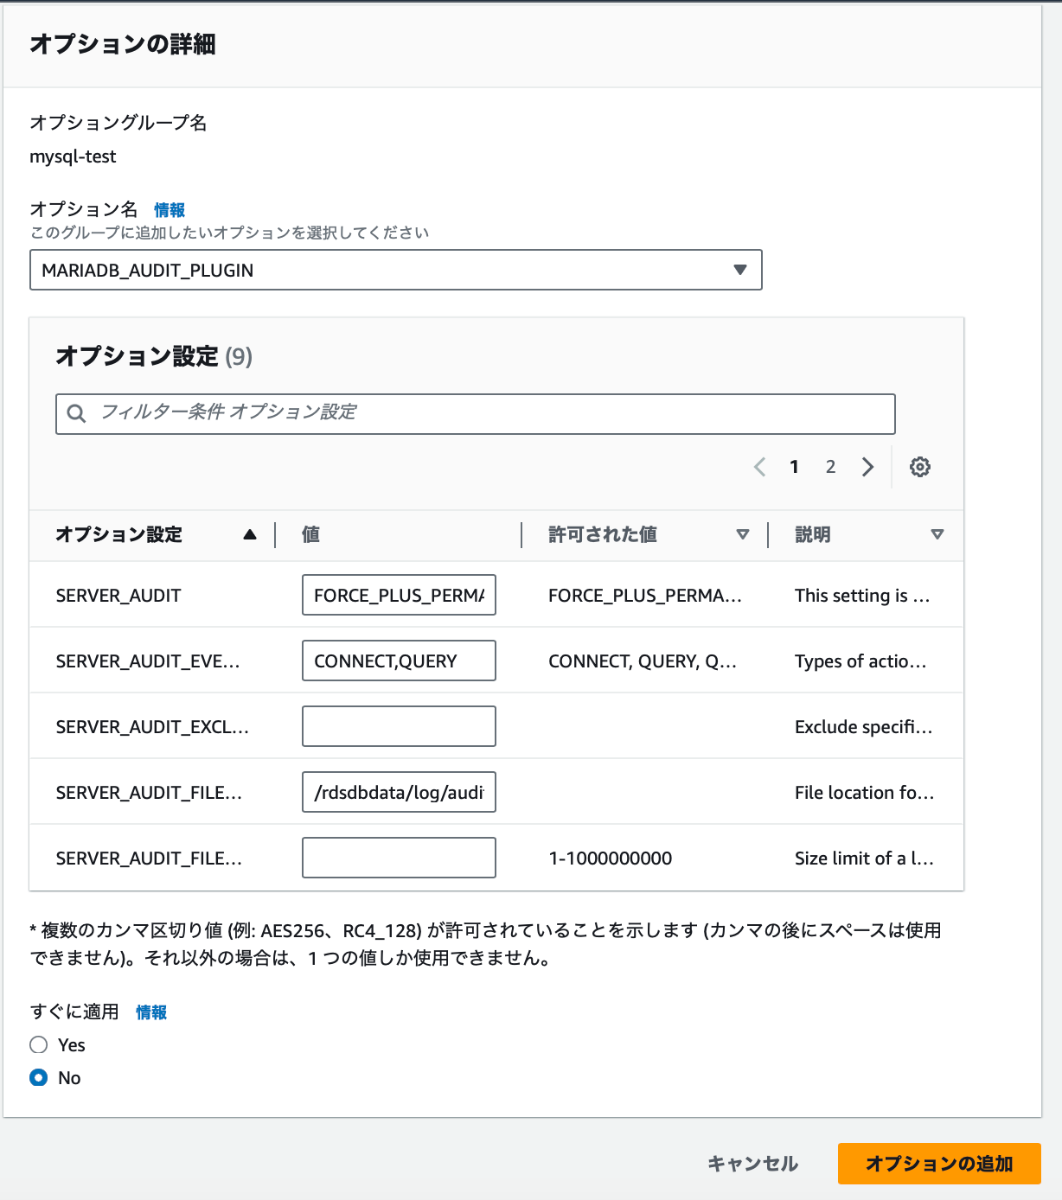 オプションの詳細
オプショングループ名
mysql-test
オプション名 情報
このグループに追加したいオプションを選択してください
MARIADB_AUDIT_PLUGIN
オプション設定 (9)
フィルター条件 オプション設定
1 2
オプション設定 値 許可された値 説明
SERVER_AUDIT FORCE_PLUS_PERMA FORCE_PLUS_PERMA... This setting is ...
SERVER_AUDIT_EVE... CONNECT,QUERY CONNECT, QUERY, Q... Types of actio...
SERVER_AUDIT_EXCL... Exclude specifi...
SERVER_AUDIT_FILE... /rdsdbdata/log/audi File location fo...
SERVER_AUDIT_FILE... 1-1000000000 Size limit of a l...
* 複数のカンマ区切り値 (例: AES256、RC4_128) が許可されていることを示します (カンマの後にスペースは使用
できません)。それ以外の場合は、1 つの値しか使用できません。
すぐに適用 情報
Yes
No
キャンセル オプションの追加